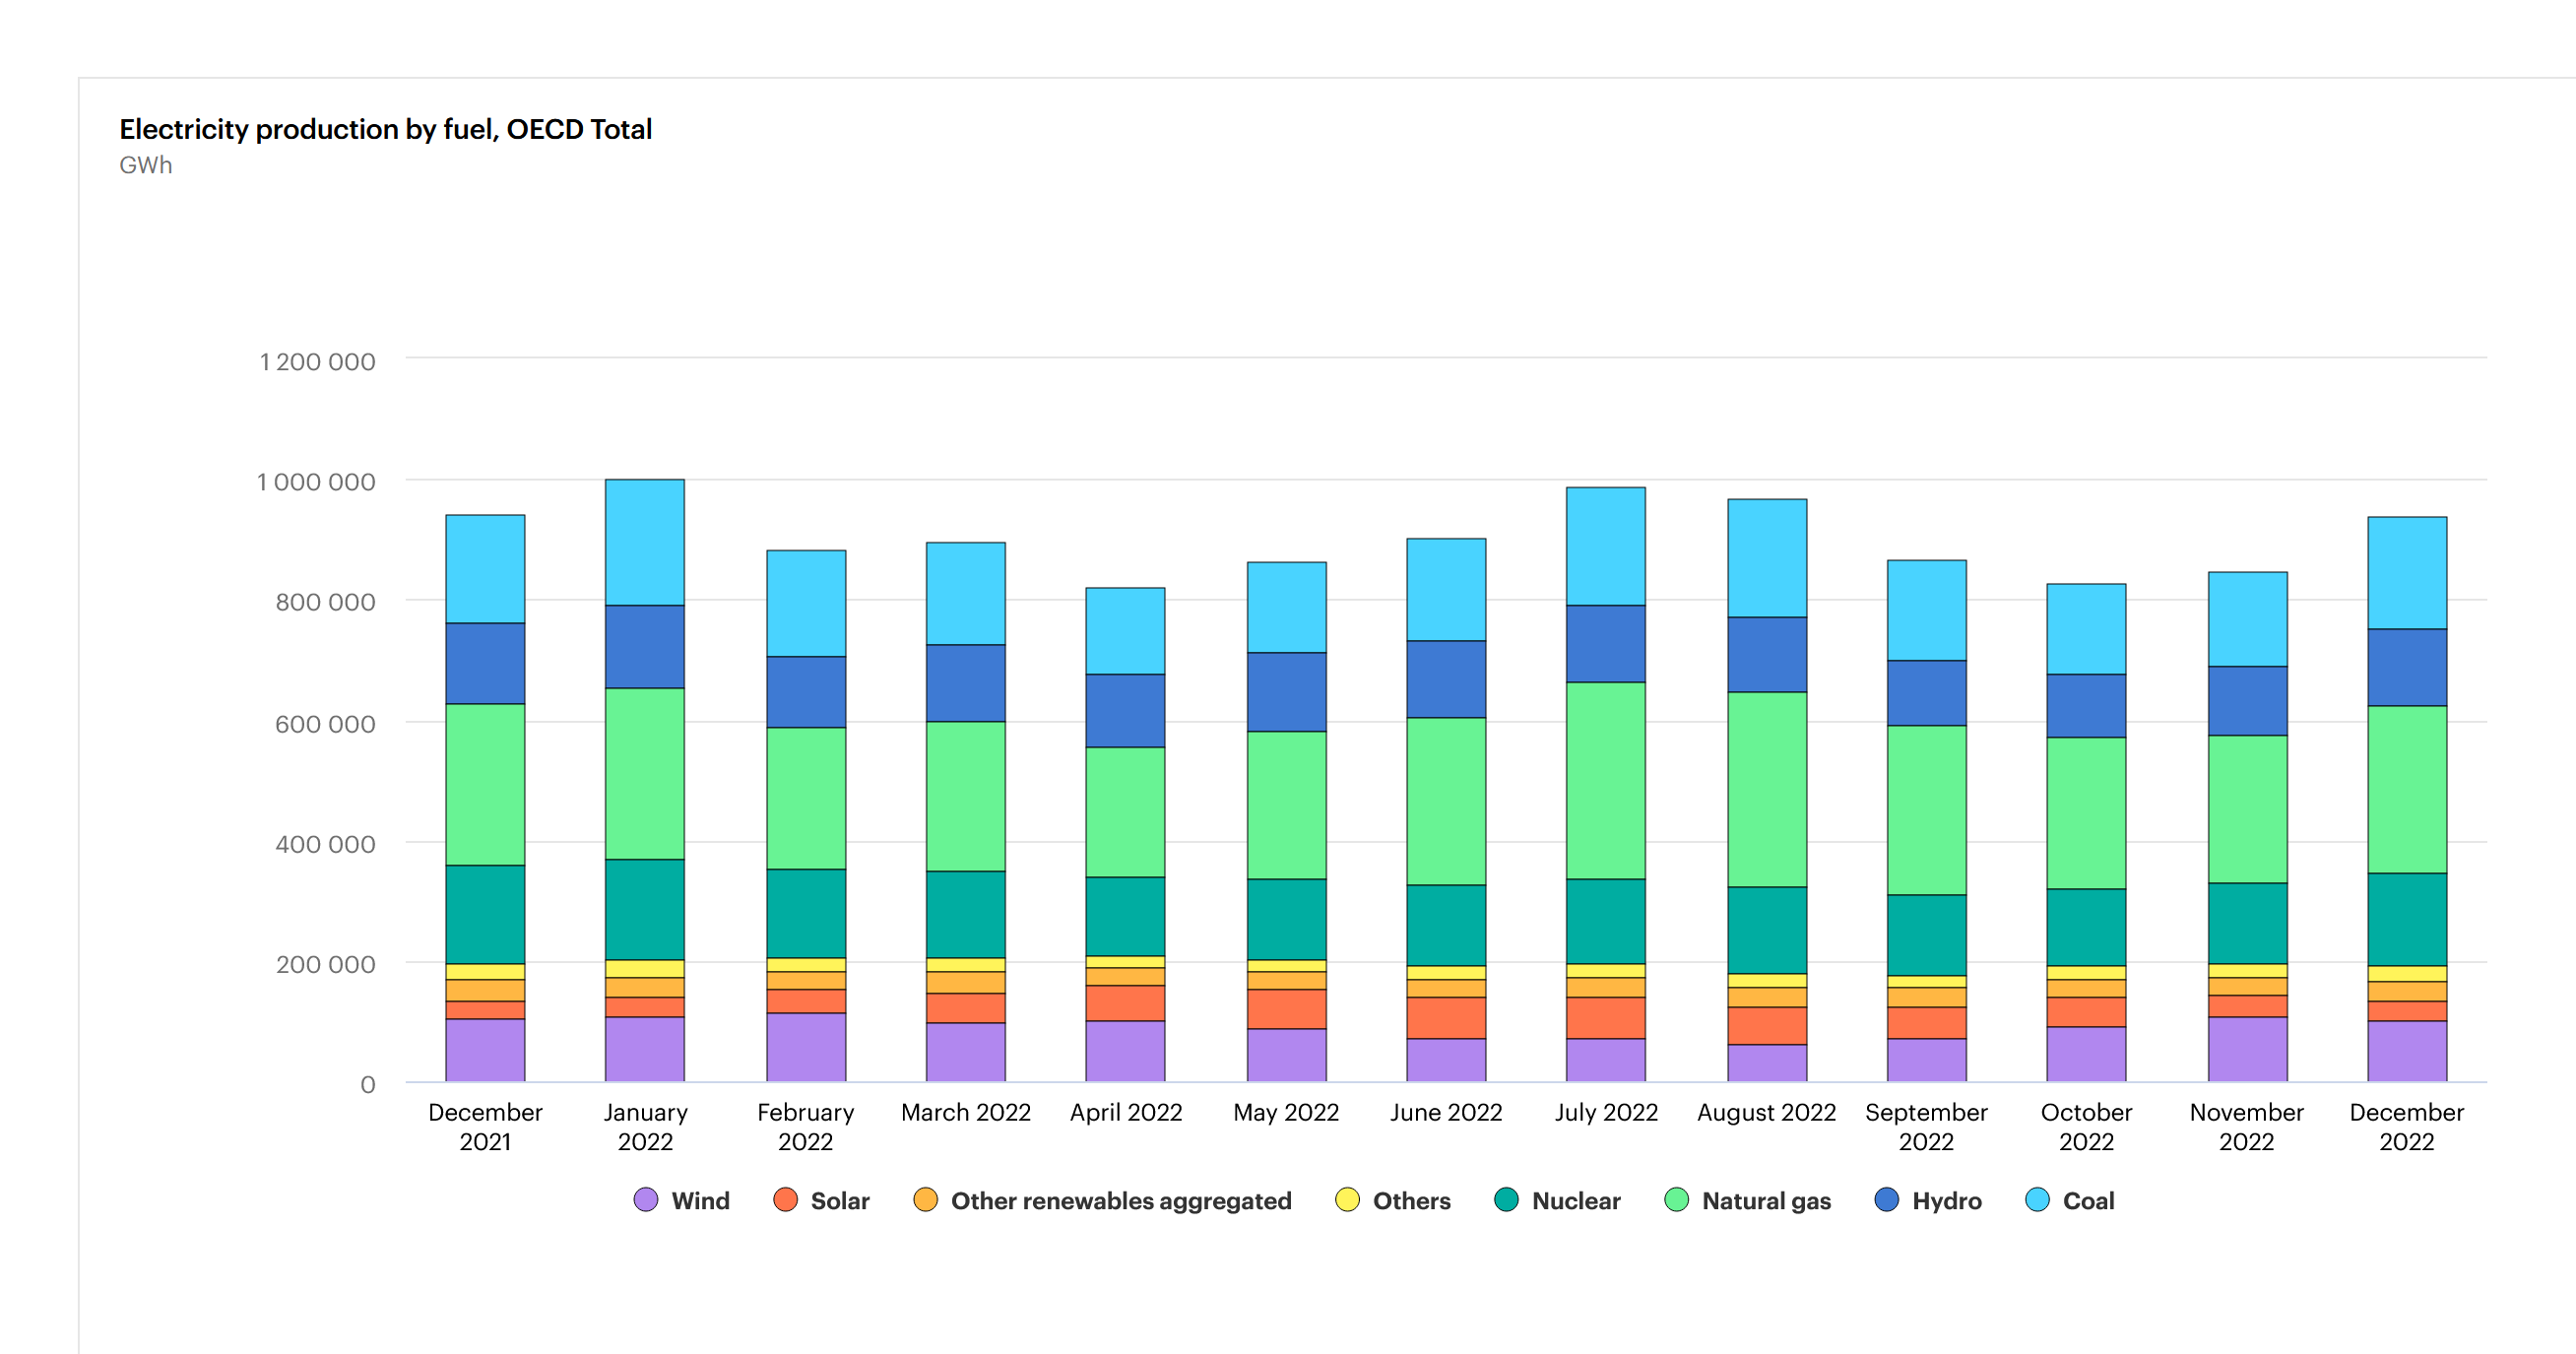 Electricity production by fuel, OECD Total
GWh
1 200 000
1 000 000
800 000
600 000
400 000
200 000
0
December 2021
January 2022
February 2022
March 2022
April 2022
May 2022
June 2022
July 2022
August 2022
September 2022
October 2022
November 2022
December 2022
Wind Solar Other renewables aggregated Others Nuclear Natural gas Hydro Coal